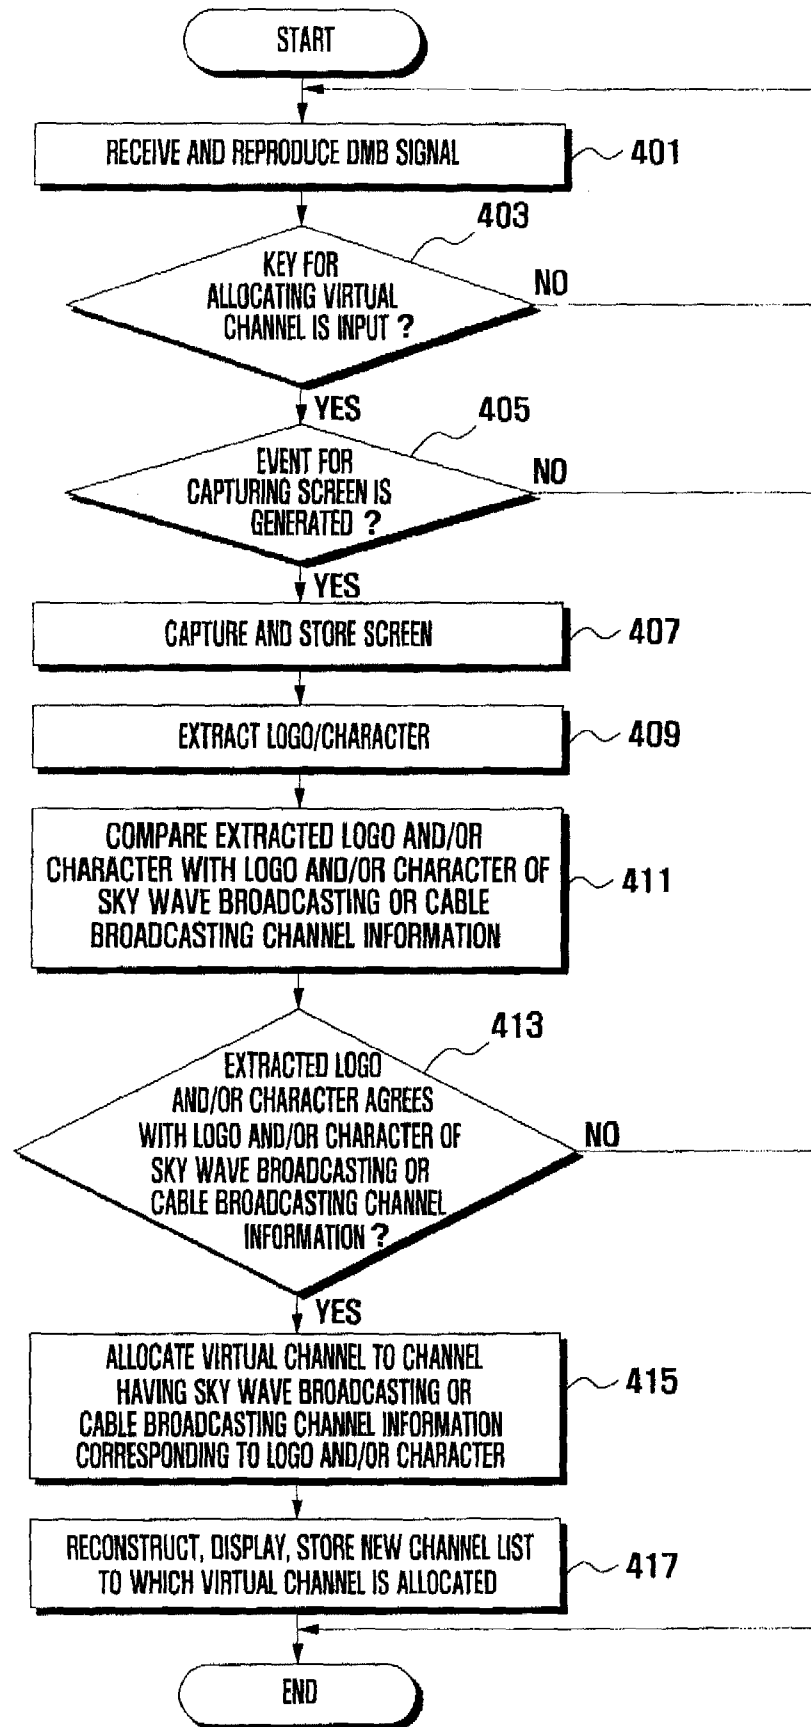 START
RECEIVE AND REPRODUCE DMB SIGNAL
401
403
KEY FOR
ALLOCATING VIRTUAL
CHANNEL IS INPUT ?
NO
YES
405
EVENT FOR
CAPTURING SCREEN IS
GENERATED ?
NO
YES
CAPTURE AND STORE SCREEN
407
EXTRACT LOGO/CHARACTER
409
COMPARE EXTRACTED LOGO AND/OR
CHARACTER WITH LOGO AND/OR CHARACTER OF
SKY WAVE BROADCASTING OR CABLE
BROADCASTING CHANNEL INFORMATION
411
413
EXTRACTED LOGO
AND/OR CHARACTER AGREES
WITH LOGO AND/OR CHARACTER OF
SKY WAVE BROADCASTING OR
CABLE BROADCASTING CHANNEL
INFORMATION ?
NO
YES
ALLOCATE VIRTUAL CHANNEL TO CHANNEL
HAVING SKY WAVE BROADCASTING OR
CABLE BROADCASTING CHANNEL INFORMATION
CORRESPONDING TO LOGO AND/OR CHARACTER
415
RECONSTRUCT, DISPLAY, STORE NEW CHANNEL LIST
TO WHICH VIRTUAL CHANNEL IS ALLOCATED
417
END